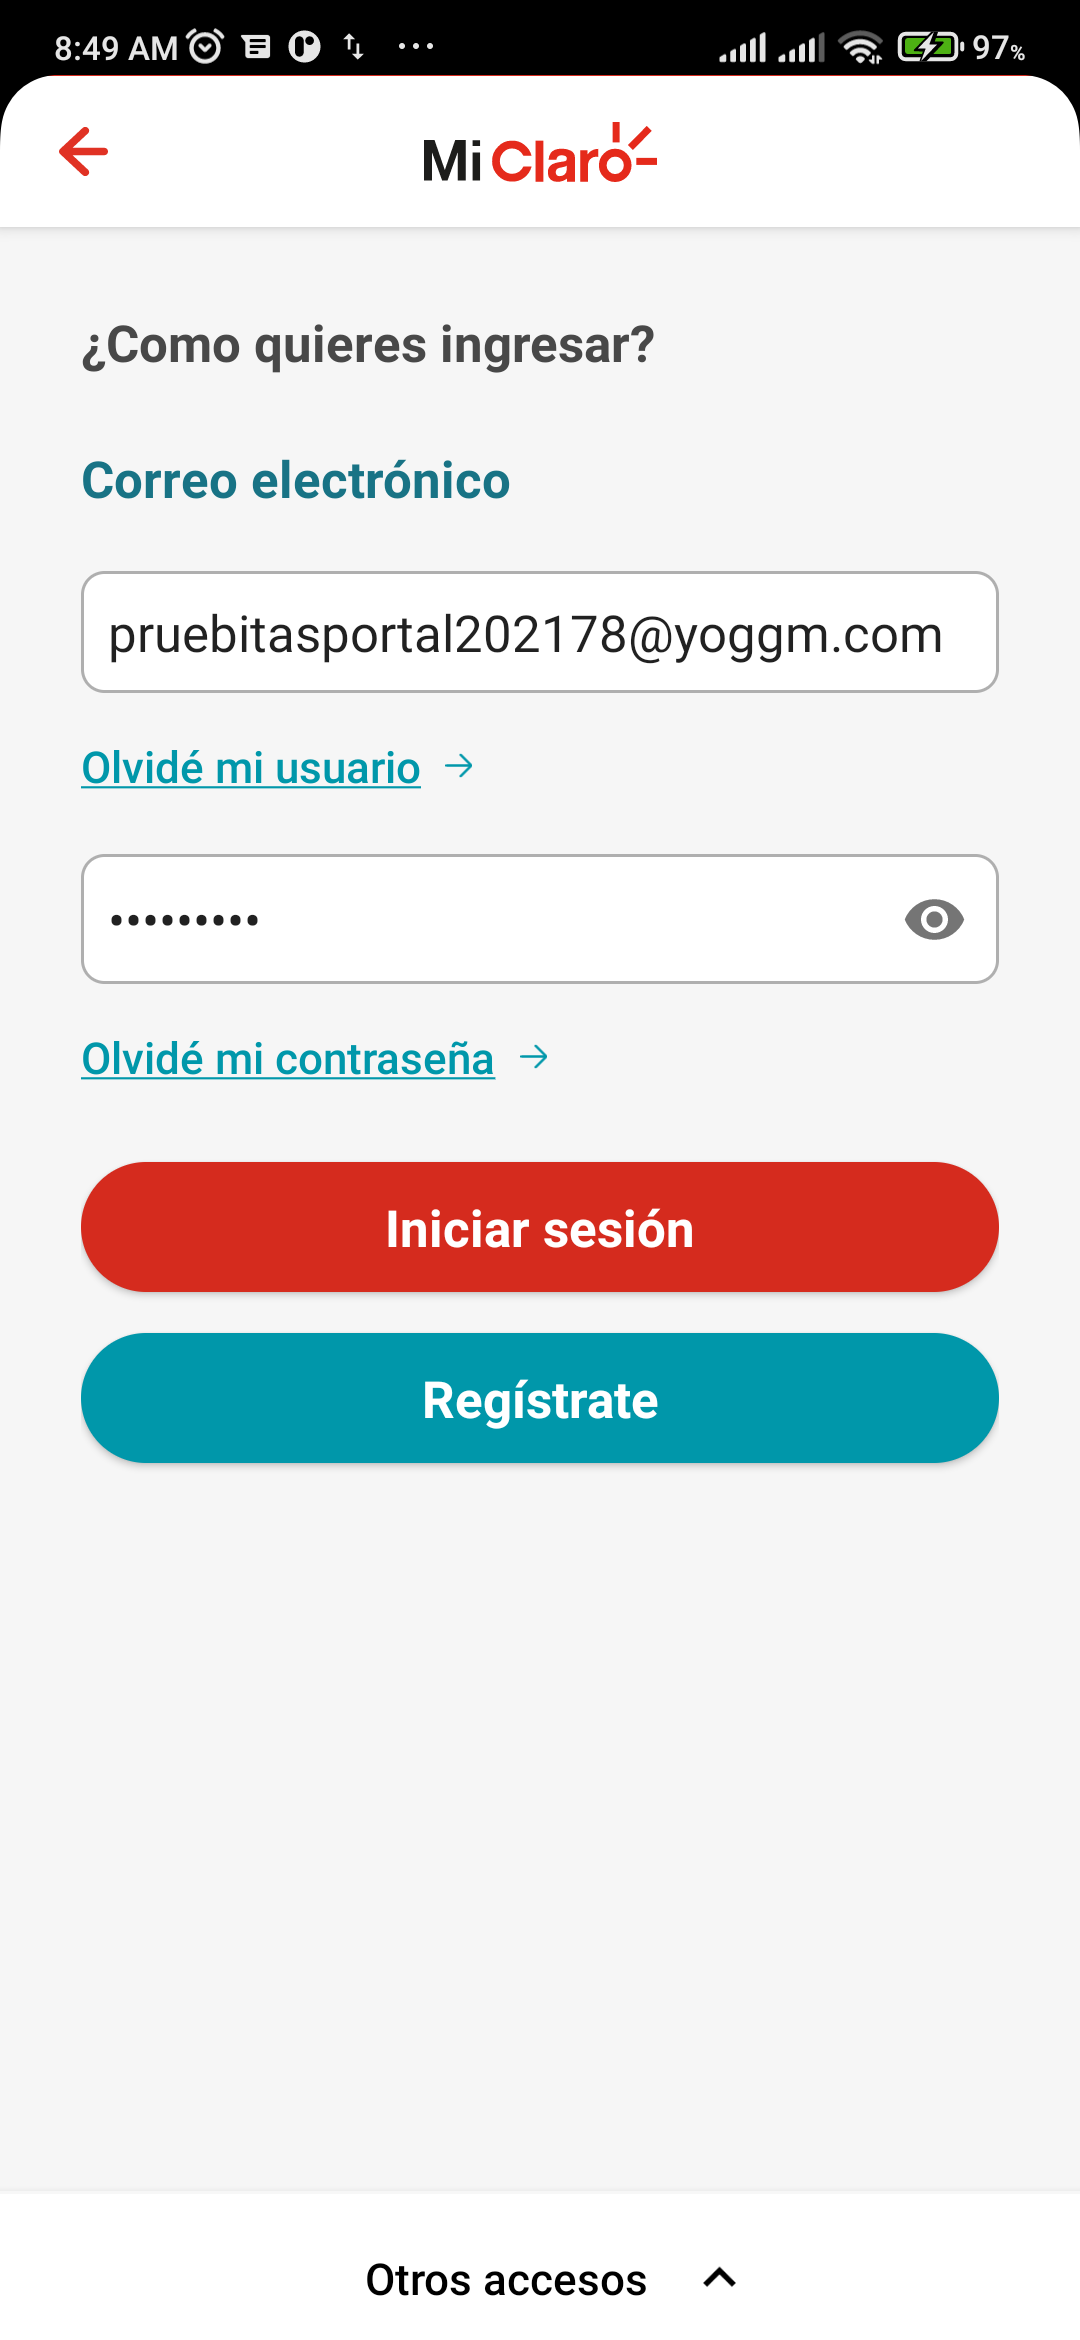 8:49 AM 97%
Mi Claro
¿Como quieres ingresar?
Correo electrónico
pruebitasportal202178@yoggm.com
Olvidé mi usuario
•••••••••
Olvidé mi contraseña
Iniciar sesión
Regístrate
Otros accesos